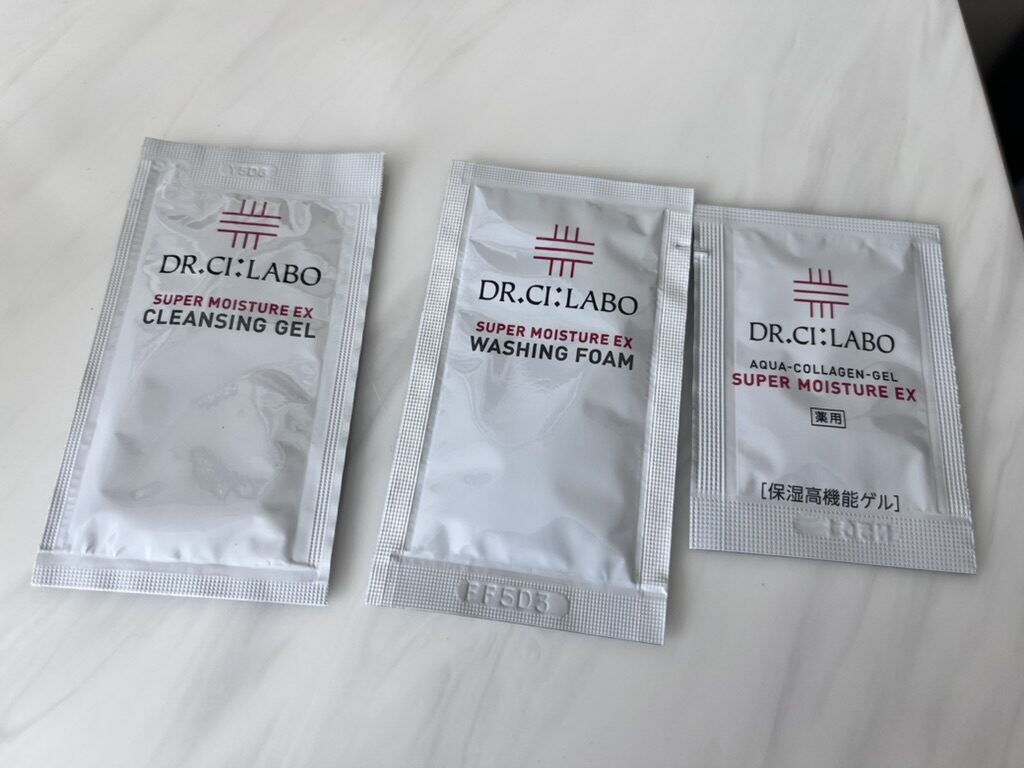 DR.CI:LABO
SUPER MOISTURE EX
CLEANSING GEL
DR.CI:LABO
SUPER MOISTURE EX
WASHING FOAM
FF5D3
DR.CI:LABO
AQUA-COLLAGEN-GEL
SUPER MOISTURE EX
薬用
[保湿高機能ゲル]